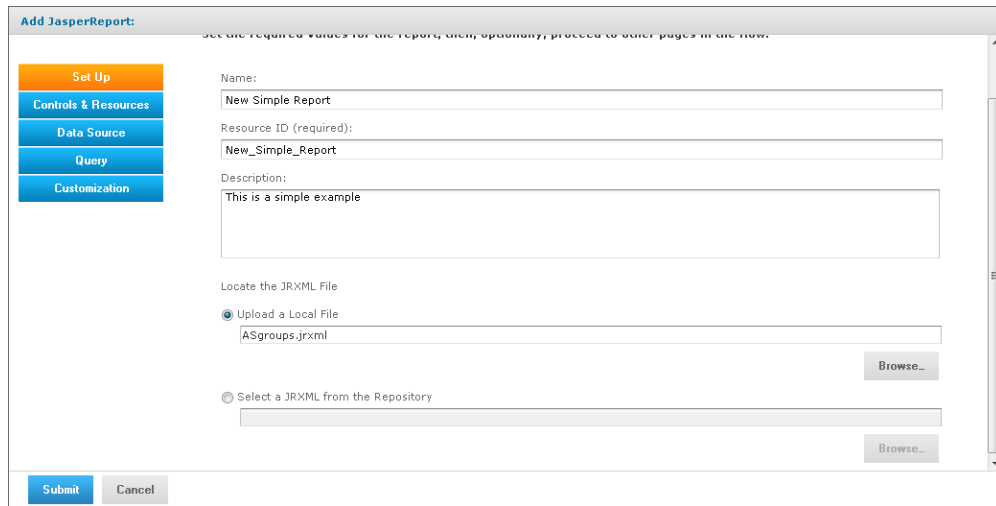 Add JasperReport:
Set the required values for the report, then, optionally, proceed to other pages in the flow.
Set Up
Controls & Resources
Data Source
Query
Customization
Name:
New Simple Report
Resource ID (required):
New_Simple_Report
Description:
This is a simple example
Locate the JRXML File
Upload a Local File
ASgroups.jrxml
Browse...
Select a JRXML from the Repository
Browse...
Submit
Cancel